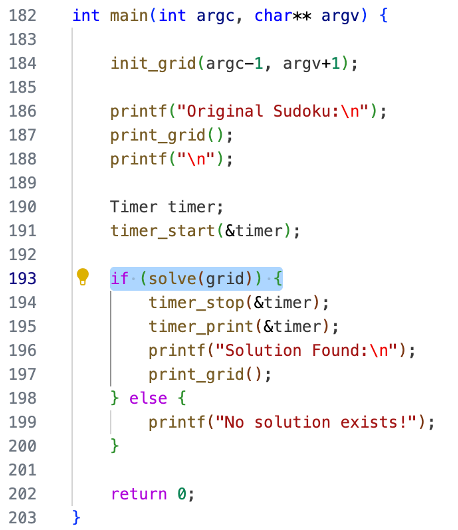 182 int main(int argc, char** argv) {
183
184     init_grid(argc-1, argv+1);
185
186     printf("Original Sudoku:\n");
187     print_grid();
188     printf("\n");
189
190     Timer timer;
191     timer_start(&timer);
192
193     if (solve(grid)) {
194         timer_stop(&timer);
195         timer_print(&timer);
196         printf("Solution Found:\n");
197         print_grid();
198     } else {
199         printf("No solution exists!");
200     }
201
202     return 0;
203 }